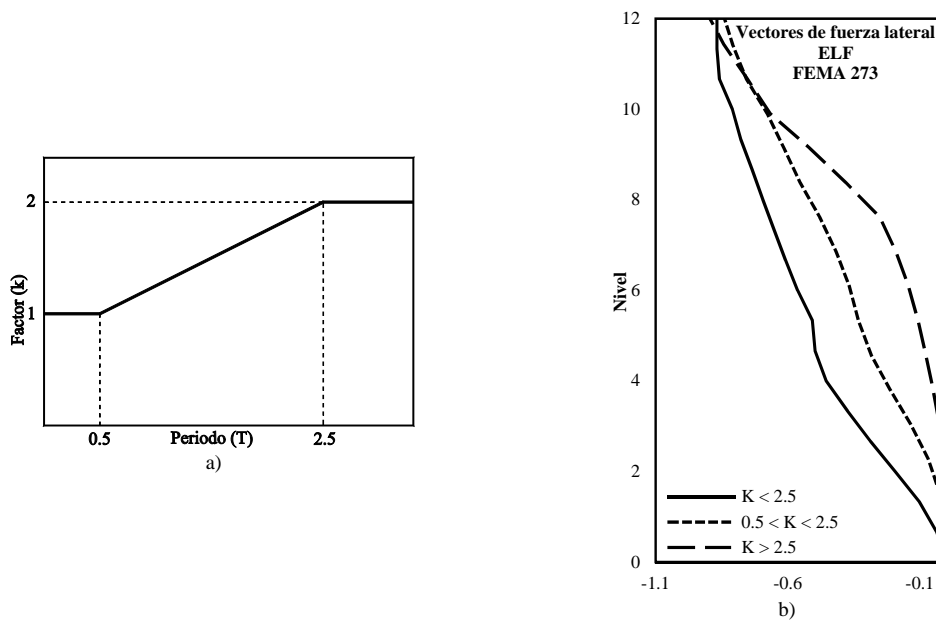 2
1
Factor (k)
0.5
Periodo (T)
2.5
a)
12
10
8
6
4
2
0
Nivel
Vectores de fuerza lateral
ELF
FEMA 273
K < 2.5
0.5 < K < 2.5
K > 2.5
-1.1
-0.6
-0.1
b)